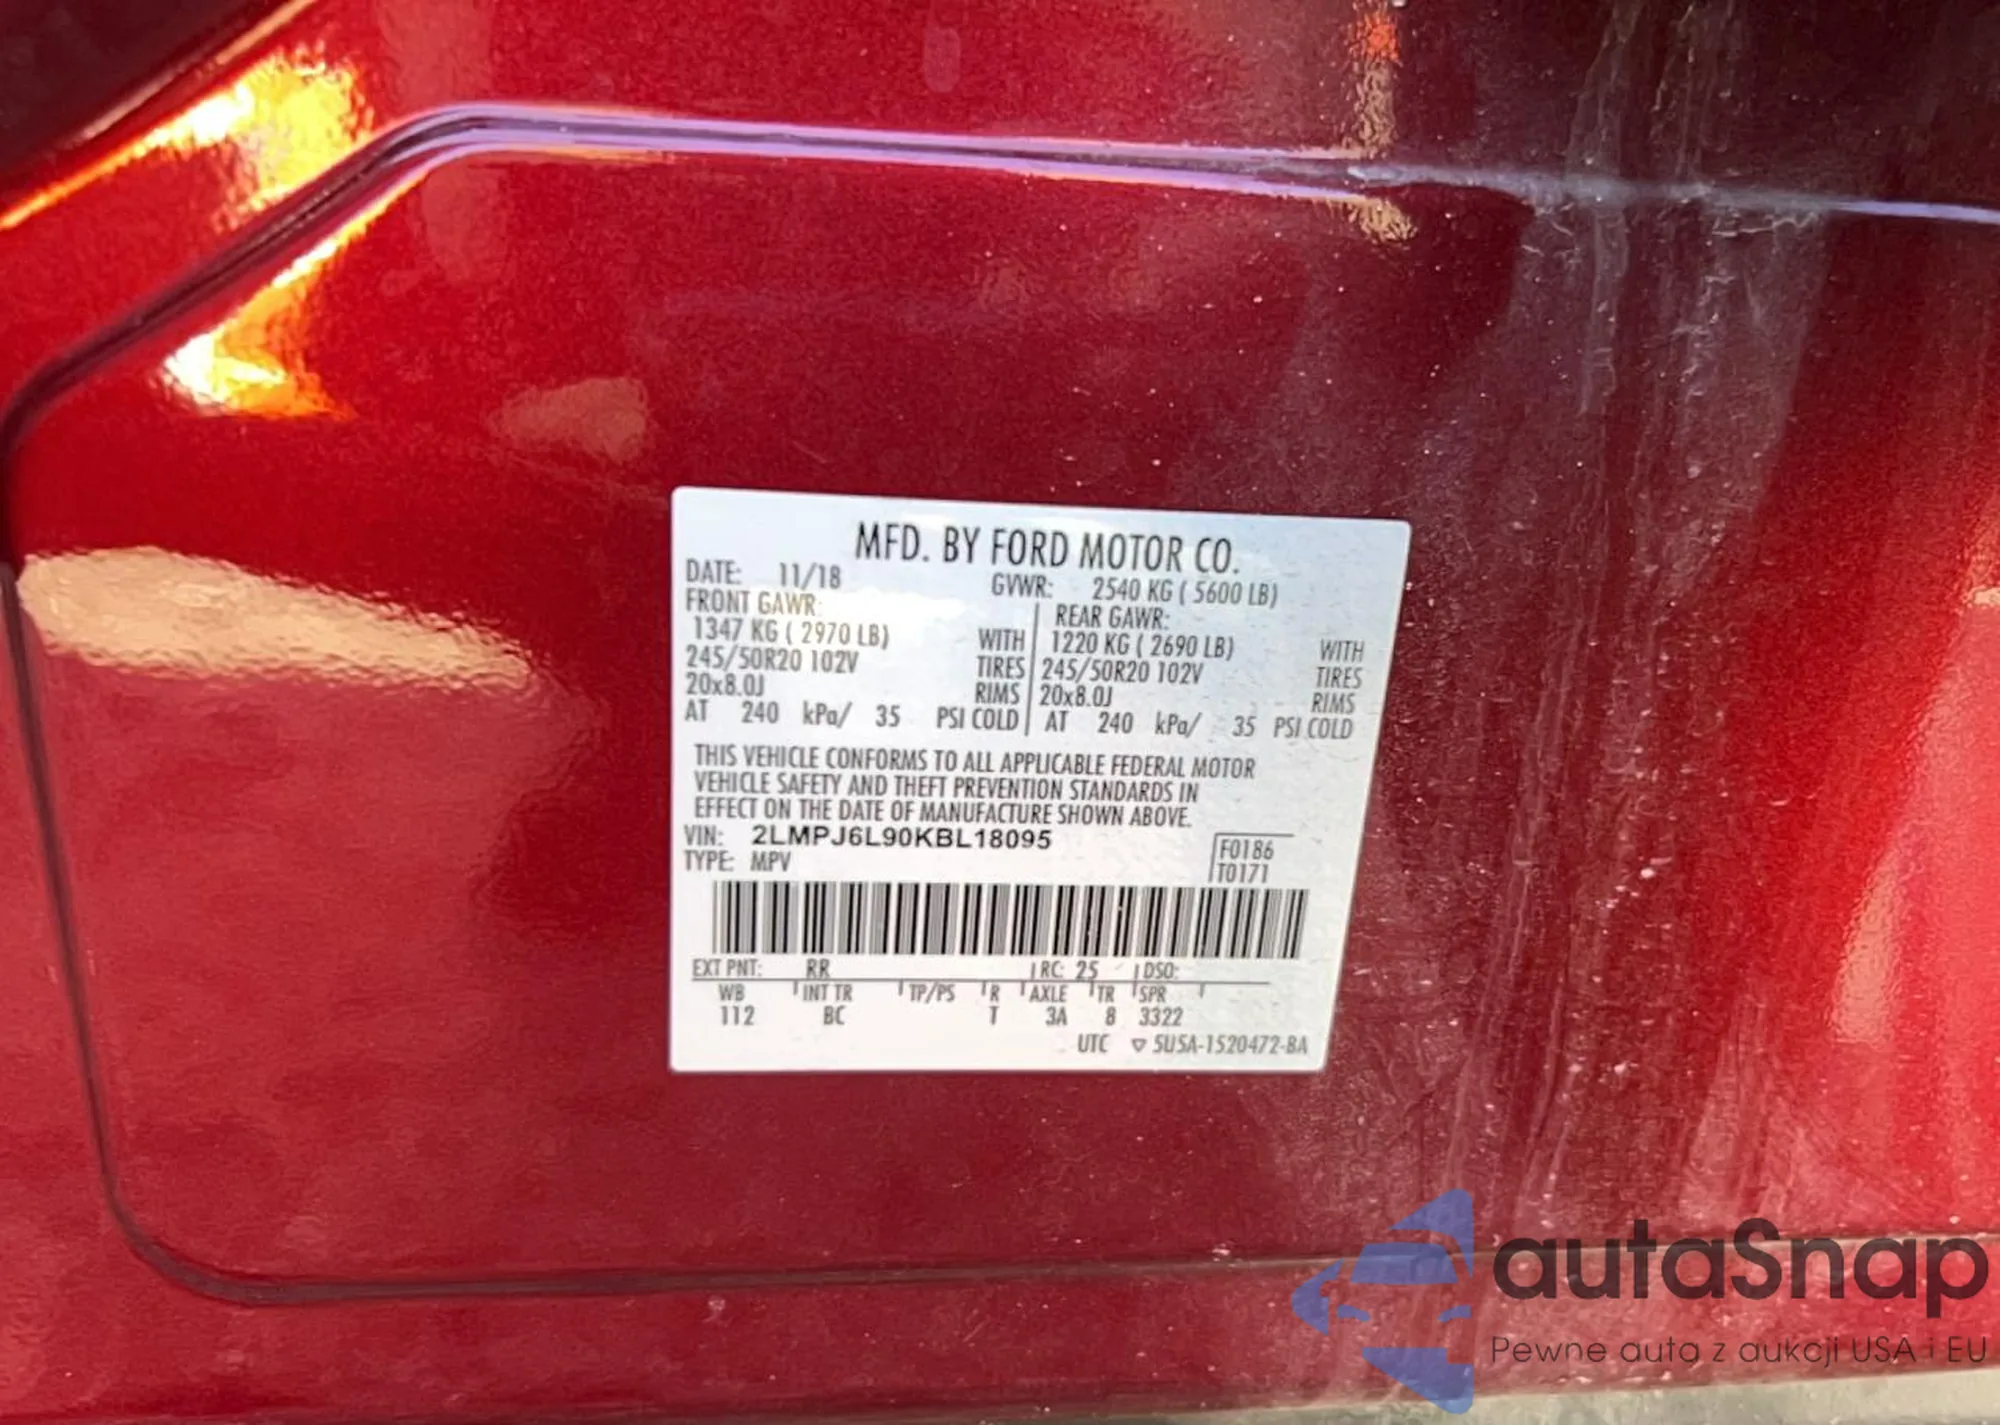 MFD. BY FORD MOTOR CO.
DATE: 11/18 GVWR: 2540 KG ( 5600 LB)
FRONT GAWR: REAR GAWR:
1347 KG ( 2970 LB) WITH 1220 KG ( 2690 LB) WITH
245/50R20 102V TIRES 245/50R20 102V TIRES
20x8.0J RIMS 20x8.0J RIMS
AT 240 kPa/ 35 PSI COLD AT 240 kPa/ 35 PSI COLD
THIS VEHICLE CONFORMS TO ALL APPLICABLE FEDERAL MOTOR
VEHICLE SAFETY AND THEFT PREVENTION STANDARDS IN
EFFECT ON THE DATE OF MANUFACTURE SHOWN ABOVE.
VIN: 2LMPJ6L90KBL18095
F0186
TYPE: MPV T0171
EXT PNT: RR RC: 25 DSO:
WB INT TR TP/PS R AXLE TR SPR
112 BC T 3A 8 3322
UTC ▽ 5USA-1520472-BA
autaSnap
Pewne auta z aukcji USA i EU